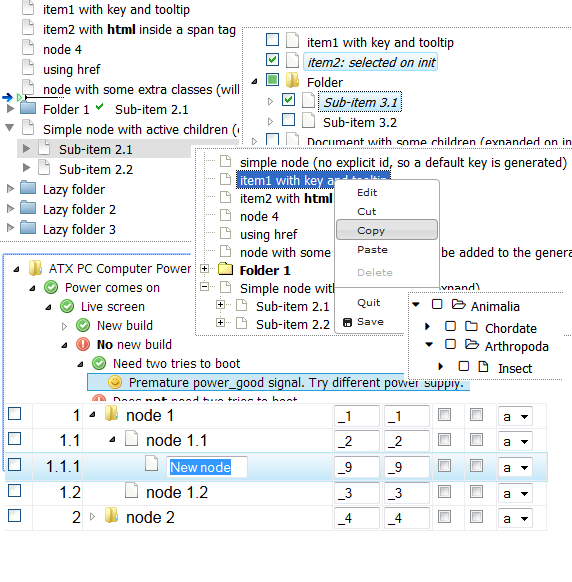 item1 with key and tooltip
item2 with html inside a span tag
node 4
using href
node with some extra classes (will
Folder 1 Sub-item 2.1
Simple node with active children (
Sub-item 2.1
Sub-item 2.2
Lazy folder
Lazy folder 2
Lazy folder 3
item1 with key and tooltip
item2: selected on init
Folder
Sub-item 3.1
Sub-item 3.2
Document with some children (expanded on in
simple node (no explicit id, so a default key is generated)
item1 with key and tooltip
item2 with html
node 4
using href
node with some be added to the genera
Folder 1
Simple node with expand)
Sub-item 2.1
Sub-item 2.2
Edit
Cut
Copy
Paste
Delete
Quit
Save
Animalia
Chordate
Arthropoda
Insect
ATX PC Computer Power
Power comes on
Live screen
New build
No new build
Need two tries to boot
Premature power_good signal. Try different power supply.
Does not need two tries to boot
1 node 1 _1 _1 a
1.1 node 1.1 _2 _2 a
1.1.1 New node _9 _9 a
1.2 node 1.2 _3 _3 a
2 node 2 _4 _4 a